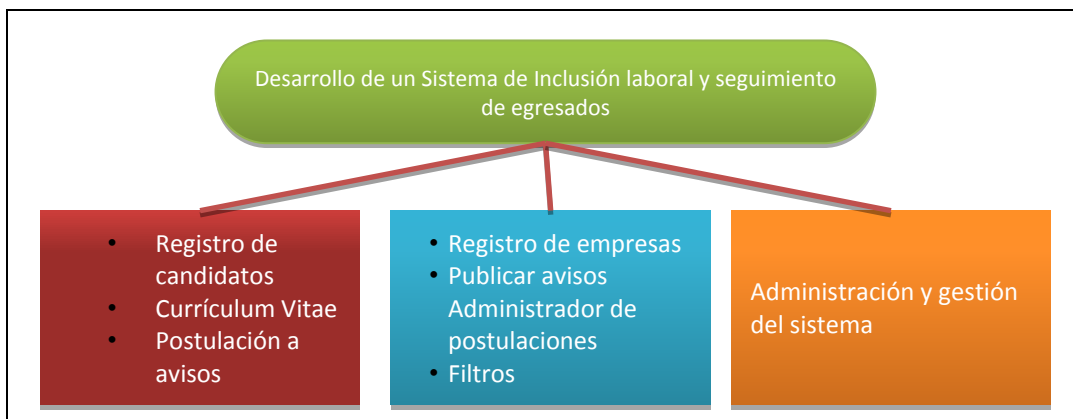 Desarrollo de un Sistema de Inclusión laboral y seguimiento
de egresados
• Registro de
candidatos
• Currículum Vitae
• Postulación a
avisos
• Registro de empresas
• Publicar avisos
Administrador de
postulaciones
• Filtros
Administración y gestión
del sistema